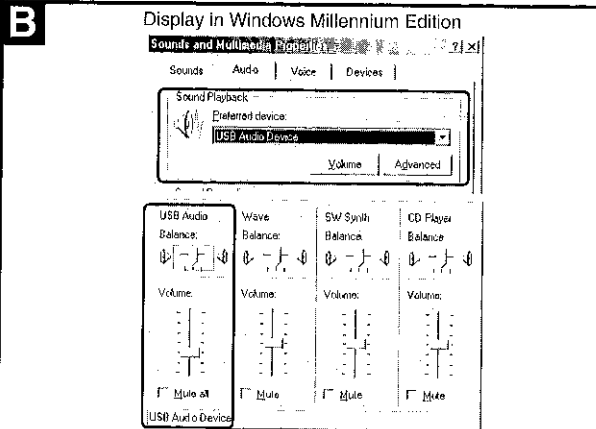 B
Display in Windows Millennium Edition
Sounds and Multimedia Properties ? ×
Sounds Audio Voice Devices
Sound Playback
Preferred device:
USB Audio Device
Volume Advanced
USB Audio Wave SW Synth CD Player
Balance: Balance: Balance: Balance:
Volume: Volume: Volume: Volume:
Mute all Mute Mute Mute
USB Audio Device